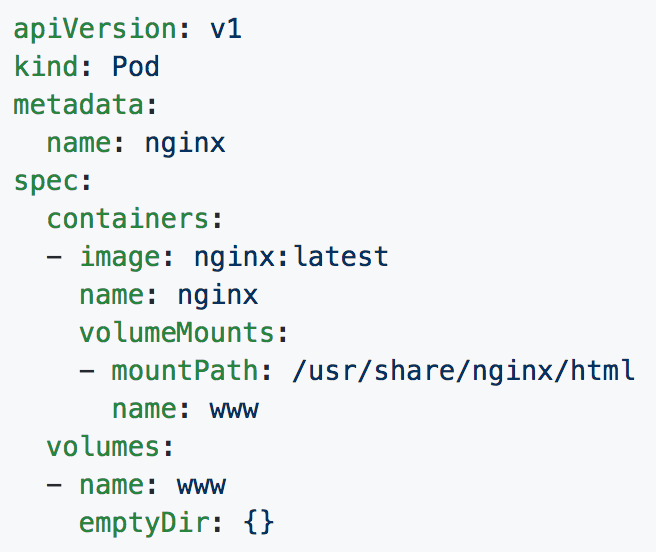 apiVersion: v1
kind: Pod
metadata:
  name: nginx
spec:
  containers:
  - image: nginx:latest
    name: nginx
    volumeMounts:
    - mountPath: /usr/share/nginx/html
      name: www
  volumes:
  - name: www
    emptyDir: {}